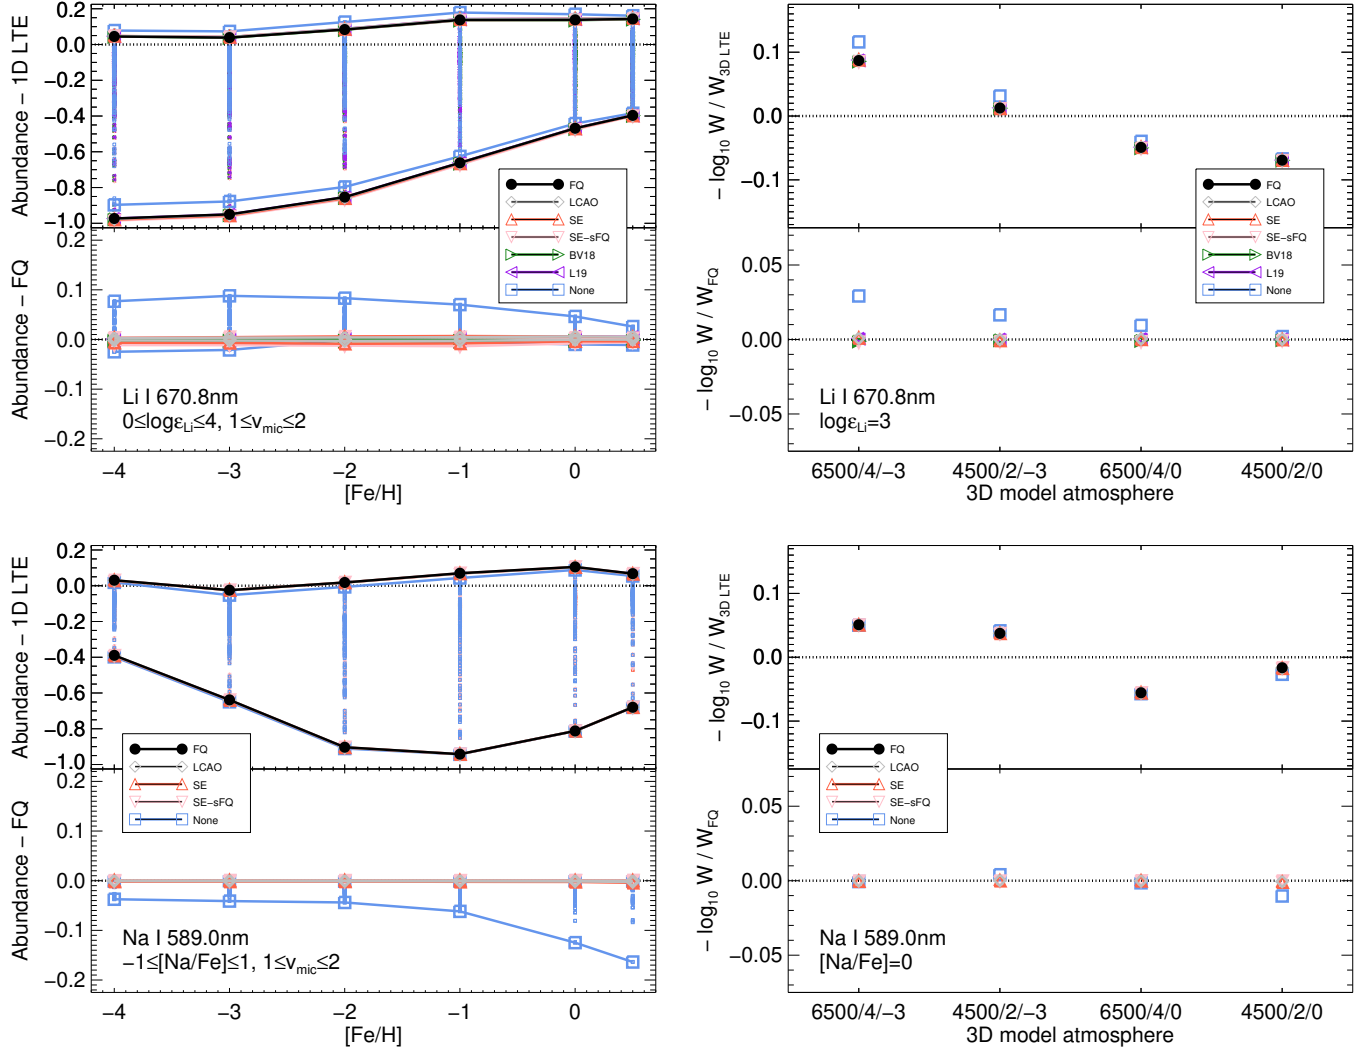 Abundance − 1D LTE
0.2
0.0
−0.2
−0.4
−0.6
−0.8
−1.0
FQ
LCAO
SE
SE−sFQ
BV18
L19
None
Abundance − FQ
0.2
0.1
0.0
−0.1
−0.2
Li I 670.8nm
0≤logεLi≤4, 1≤vmic≤2
−4 −3 −2 −1 0
[Fe/H]
− log10 W / W3D LTE
0.1
0.0
−0.1
FQ
LCAO
SE
SE−sFQ
BV18
L19
None
− log10 W / WFQ
0.05
0.00
−0.05
Li I 670.8nm
logεLi=3
6500/4/−3 4500/2/−3 6500/4/0 4500/2/0
3D model atmosphere
Abundance − 1D LTE
0.2
0.0
−0.2
−0.4
−0.6
−0.8
−1.0
FQ
LCAO
SE
SE−sFQ
None
Abundance − FQ
0.2
0.1
0.0
−0.1
−0.2
Na I 589.0nm
−1≤[Na/Fe]≤1, 1≤vmic≤2
−4 −3 −2 −1 0
[Fe/H]
− log10 W / W3D LTE
0.1
0.0
−0.1
FQ
LCAO
SE
SE−sFQ
None
− log10 W / WFQ
0.05
0.00
−0.05
Na I 589.0nm
[Na/Fe]=0
6500/4/−3 4500/2/−3 6500/4/0 4500/2/0
3D model atmosphere